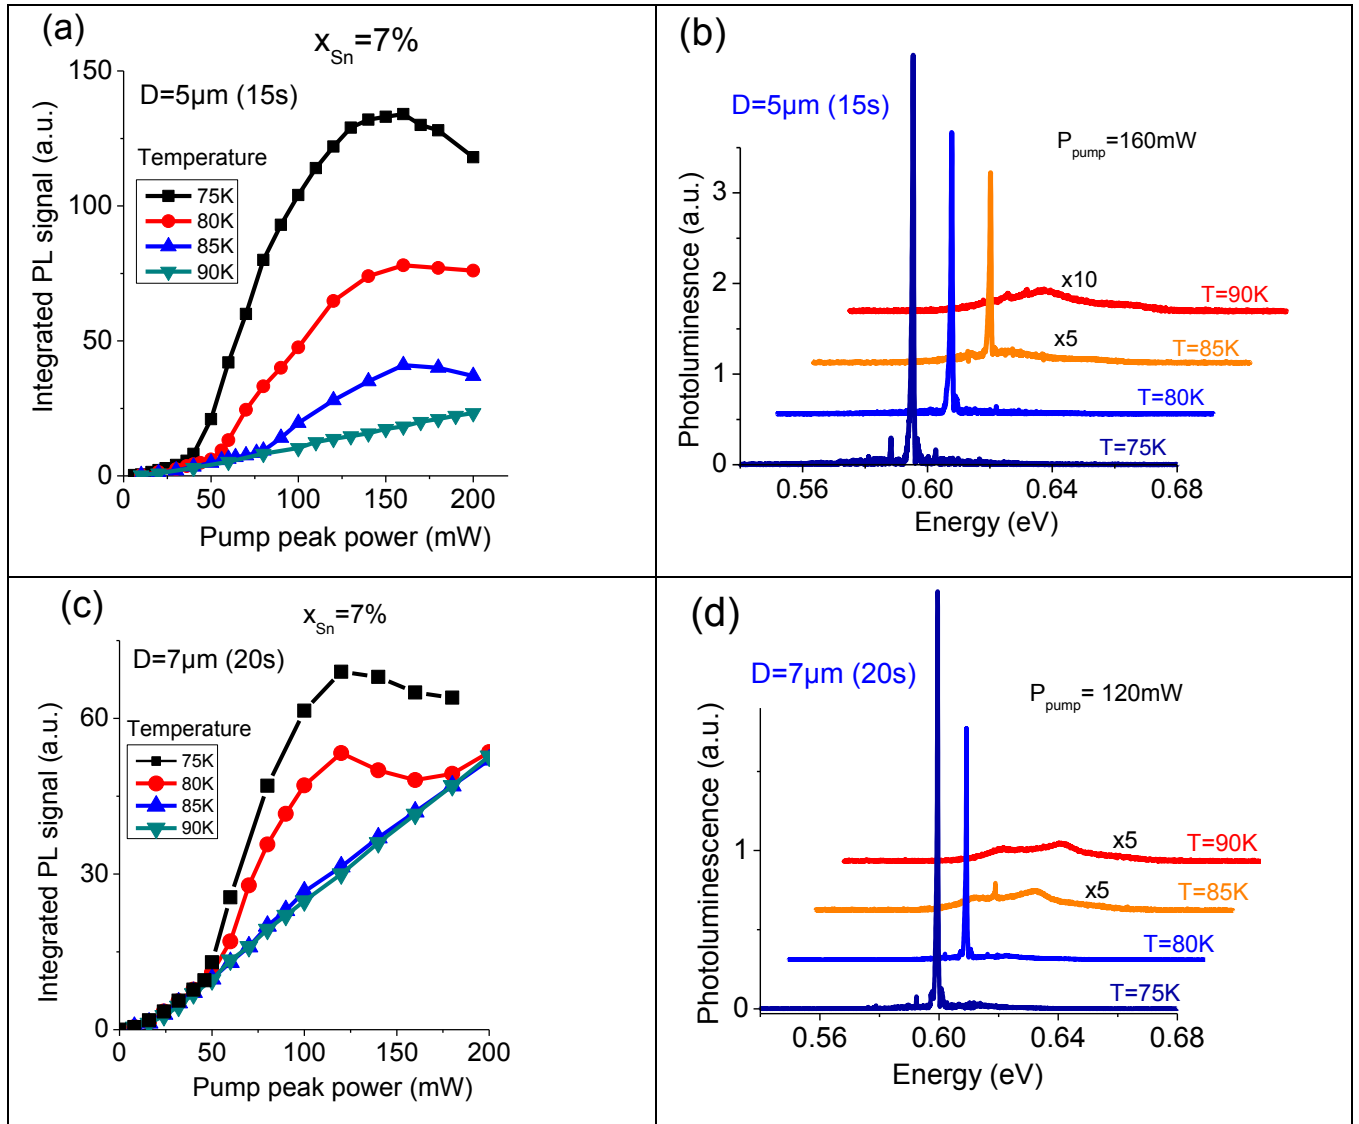 (a)
x_Sn=7%
D=5µm (15s)
Temperature
75K
80K
85K
90K
Integrated PL signal (a.u.)
150
100
50
0
0 50 100 150 200
Pump peak power (mW)
(b)
D=5µm (15s)
P_pump=160mW
x10
T=90K
x5
T=85K
T=80K
T=75K
Photoluminesnce (a.u.)
3
2
1
0
0.56 0.60 0.64 0.68
Energy (eV)
(c)
x_Sn=7%
D=7µm (20s)
Temperature
75K
80K
85K
90K
Integrated PL signal (a.u.)
60
30
0
0 50 100 150 200
Pump peak power (mW)
(d)
D=7µm (20s)
P_pump= 120mW
x5
T=90K
x5
T=85K
T=80K
T=75K
Photoluminescence (a.u.)
1
0
0.56 0.60 0.64 0.68
Energy (eV)